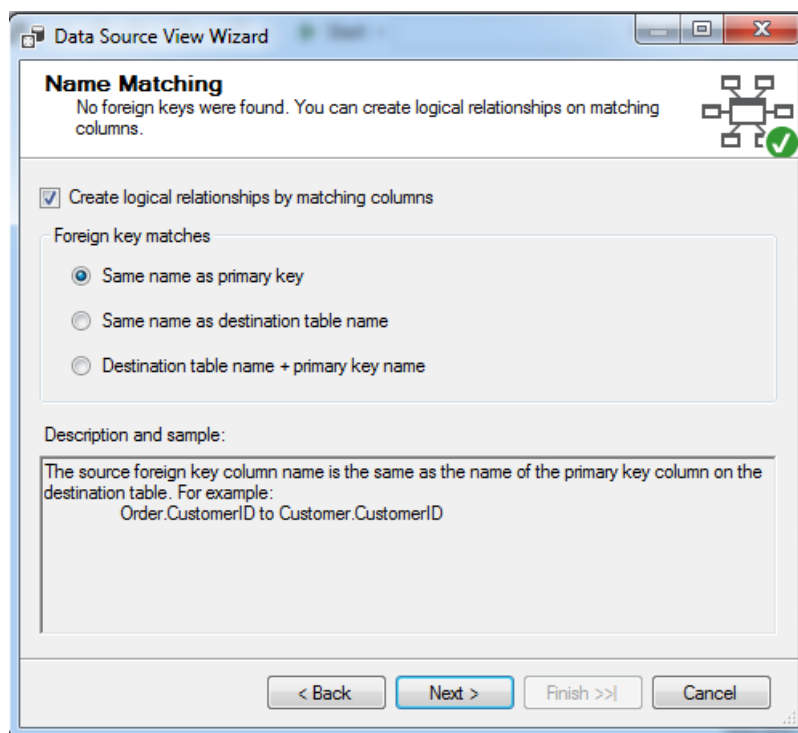 Data Source View Wizard
Start
Name Matching
No foreign keys were found. You can create logical relationships on matching
columns.
Create logical relationships by matching columns
Foreign key matches
Same name as primary key
Same name as destination table name
Destination table name + primary key name
Description and sample:
The source foreign key column name is the same as the name of the primary key column on the
destination table. For example:
Order.CustomerID to Customer.CustomerID
< Back
Next >
Finish >>|
Cancel